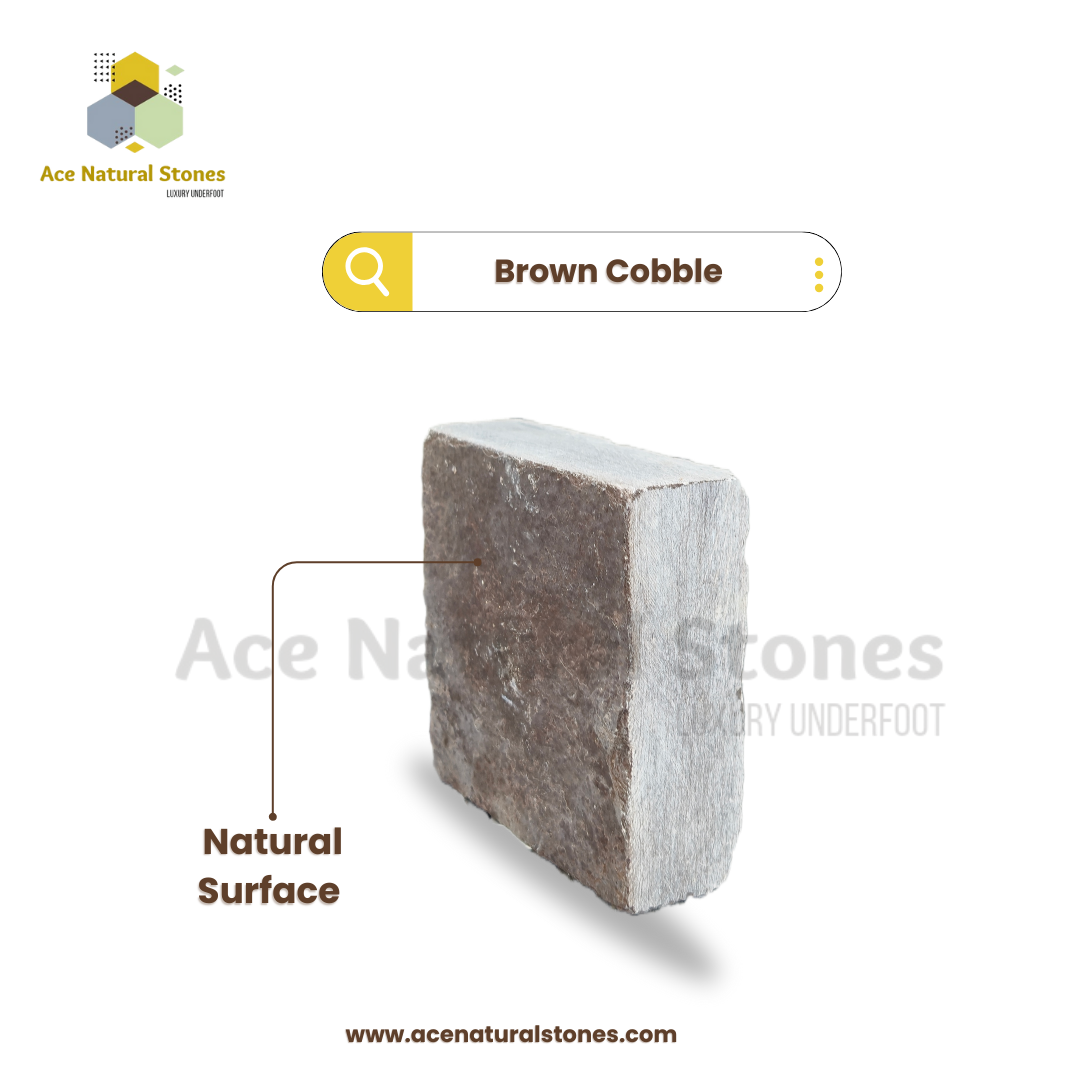 Ace Natural Stones
LUXURY UNDERFOOT
Brown Cobble
Ace Natural Stones
LUXURY UNDERFOOT
Natural
Surface
www.acenaturalstones.com